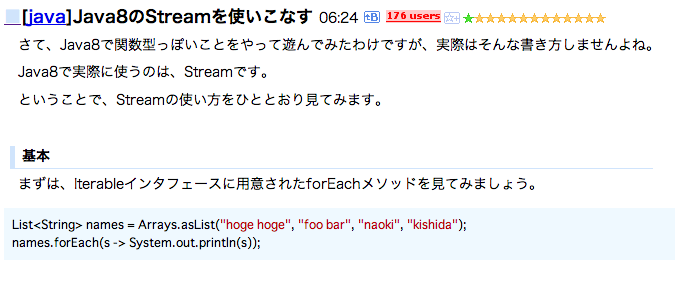 [java]Java8のStreamを使いこなす 06:24 tB 176 users
さて、Java8で関数型っぽいことをやって遊んでみたわけですが、実際はそんな書き方しませんよね。
Java8で実際に使うのは、Streamです。
ということで、Streamの使い方をひととおり見てみます。
基本
まずは、Iterableインタフェースに用意されたforEachメソッドを見てみましょう。
List<String> names = Arrays.asList("hoge hoge", "foo bar", "naoki", "kishida");
names.forEach(s -> System.out.println(s));